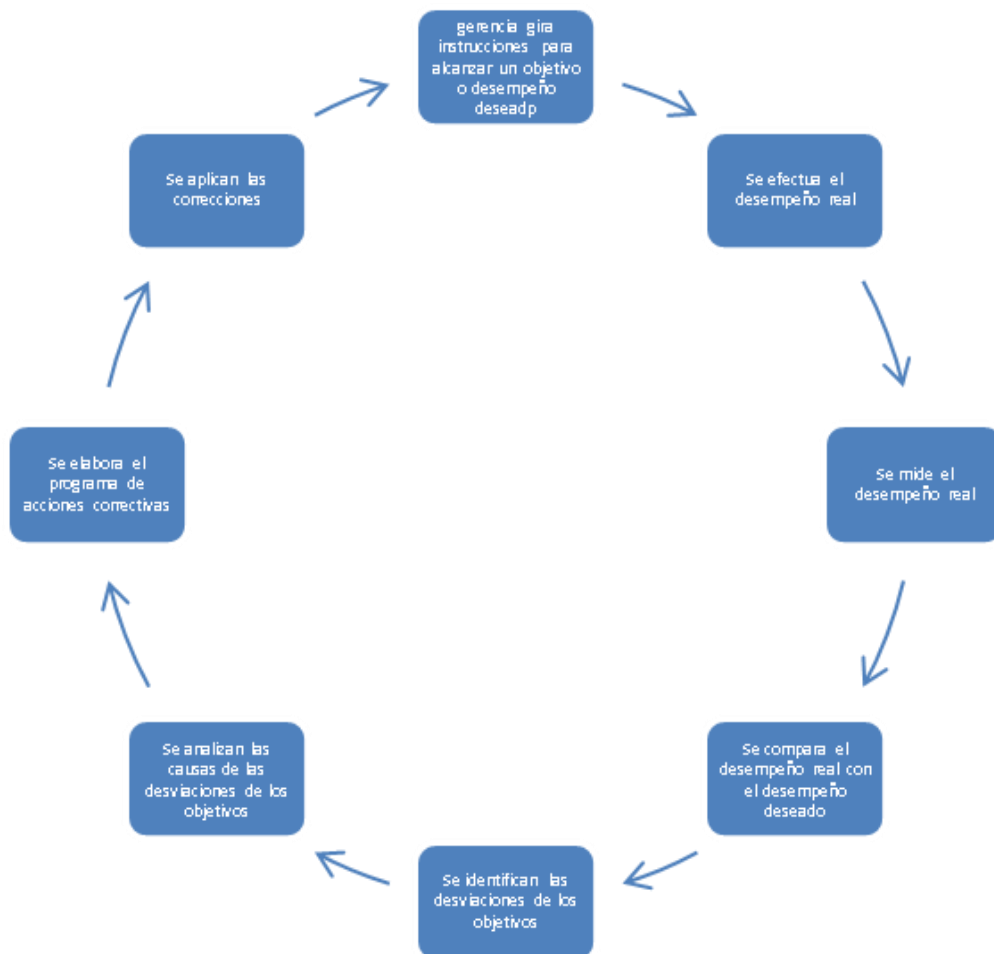 gerencia gira
instrucciones para
alcanzar un objetivo
o desempeño
deseadp
Se efectua el
desempeño real
Se mide el
desempeño real
Se compara el
desempeño real con
el desempeño
deseado
Se identifican las
desviaciones de los
objetivos
Se analizan las
causas de las
desviaciones de los
objetivos
Se elabora el
programa de
acciones correctivas
Se aplican las
correcciones